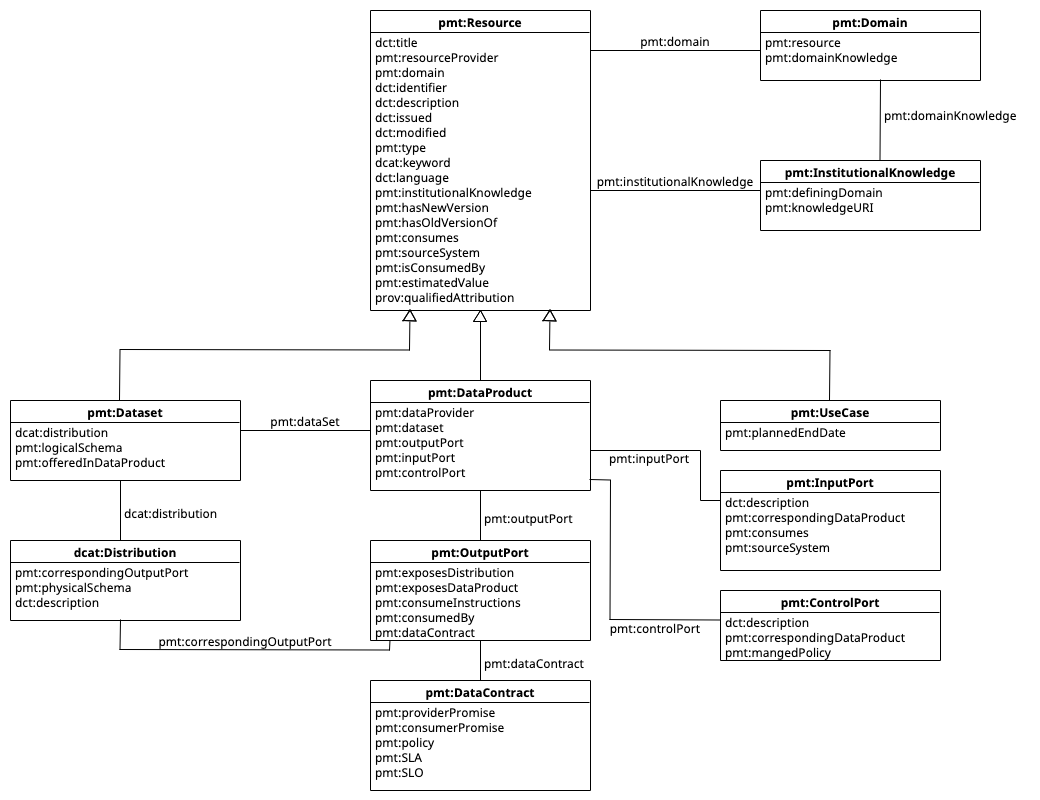 pmt:Resource
dct:title
pmt:resourceProvider
pmt:domain
dct:identifier
dct:description
dct:issued
dct:modified
pmt:type
dcat:keyword
dct:language
pmt:institutionalKnowledge
pmt:hasNewVersion
pmt:hasOldVersionOf
pmt:consumes
pmt:sourceSystem
pmt:isConsumedBy
pmt:estimatedValue
prov:qualifiedAttribution
pmt:domain
pmt:Domain
pmt:resource
pmt:domainKnowledge
pmt:domainKnowledge
pmt:institutionalKnowledge
pmt:InstitutionalKnowledge
pmt:definingDomain
pmt:knowledgeURI
pmt:Dataset
dcat:distribution
pmt:logicalSchema
pmt:offeredInDataProduct
pmt:dataSet
pmt:DataProduct
pmt:dataProvider
pmt:dataset
pmt:outputPort
pmt:inputPort
pmt:controlPort
pmt:UseCase
pmt:plannedEndDate
pmt:inputPort
pmt:InputPort
dct:description
pmt:correspondingDataProduct
pmt:consumes
pmt:sourceSystem
dcat:distribution
pmt:outputPort
dcat:Distribution
pmt:correspondingOutputPort
pmt:physicalSchema
dct:description
pmt:OutputPort
pmt:exposesDistribution
pmt:exposesDataProduct
pmt:consumeInstructions
pmt:consumedBy
pmt:dataContract
pmt:controlPort
pmt:ControlPort
dct:description
pmt:correspondingDataProduct
pmt:mangedPolicy
pmt:correspondingOutputPort
pmt:dataContract
pmt:DataContract
pmt:providerPromise
pmt:consumerPromise
pmt:policy
pmt:SLA
pmt:SLO